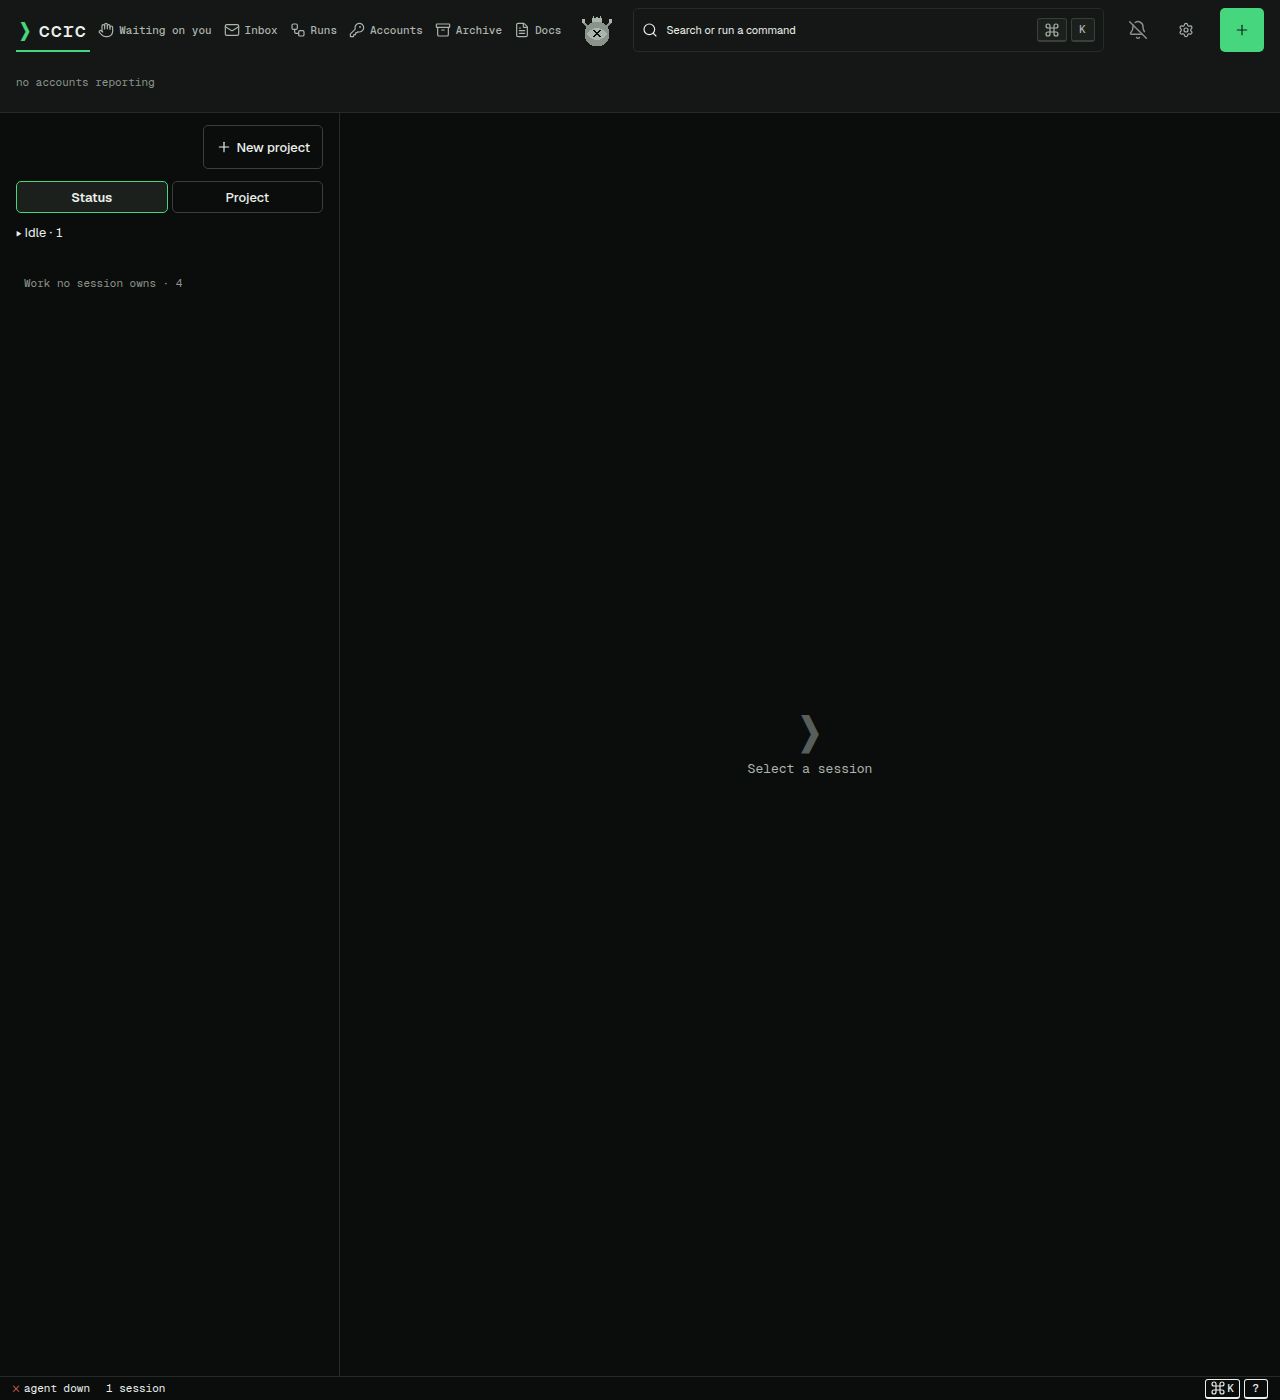 ❯ ccrc Waiting on you Inbox Runs Accounts Archive Docs Search or run a command ⌘ K +
no accounts reporting
+ New project
Status Project
▸ Idle · 1
Work no session owns · 4
❯
Select a session
× agent down 1 session ⌘K ?